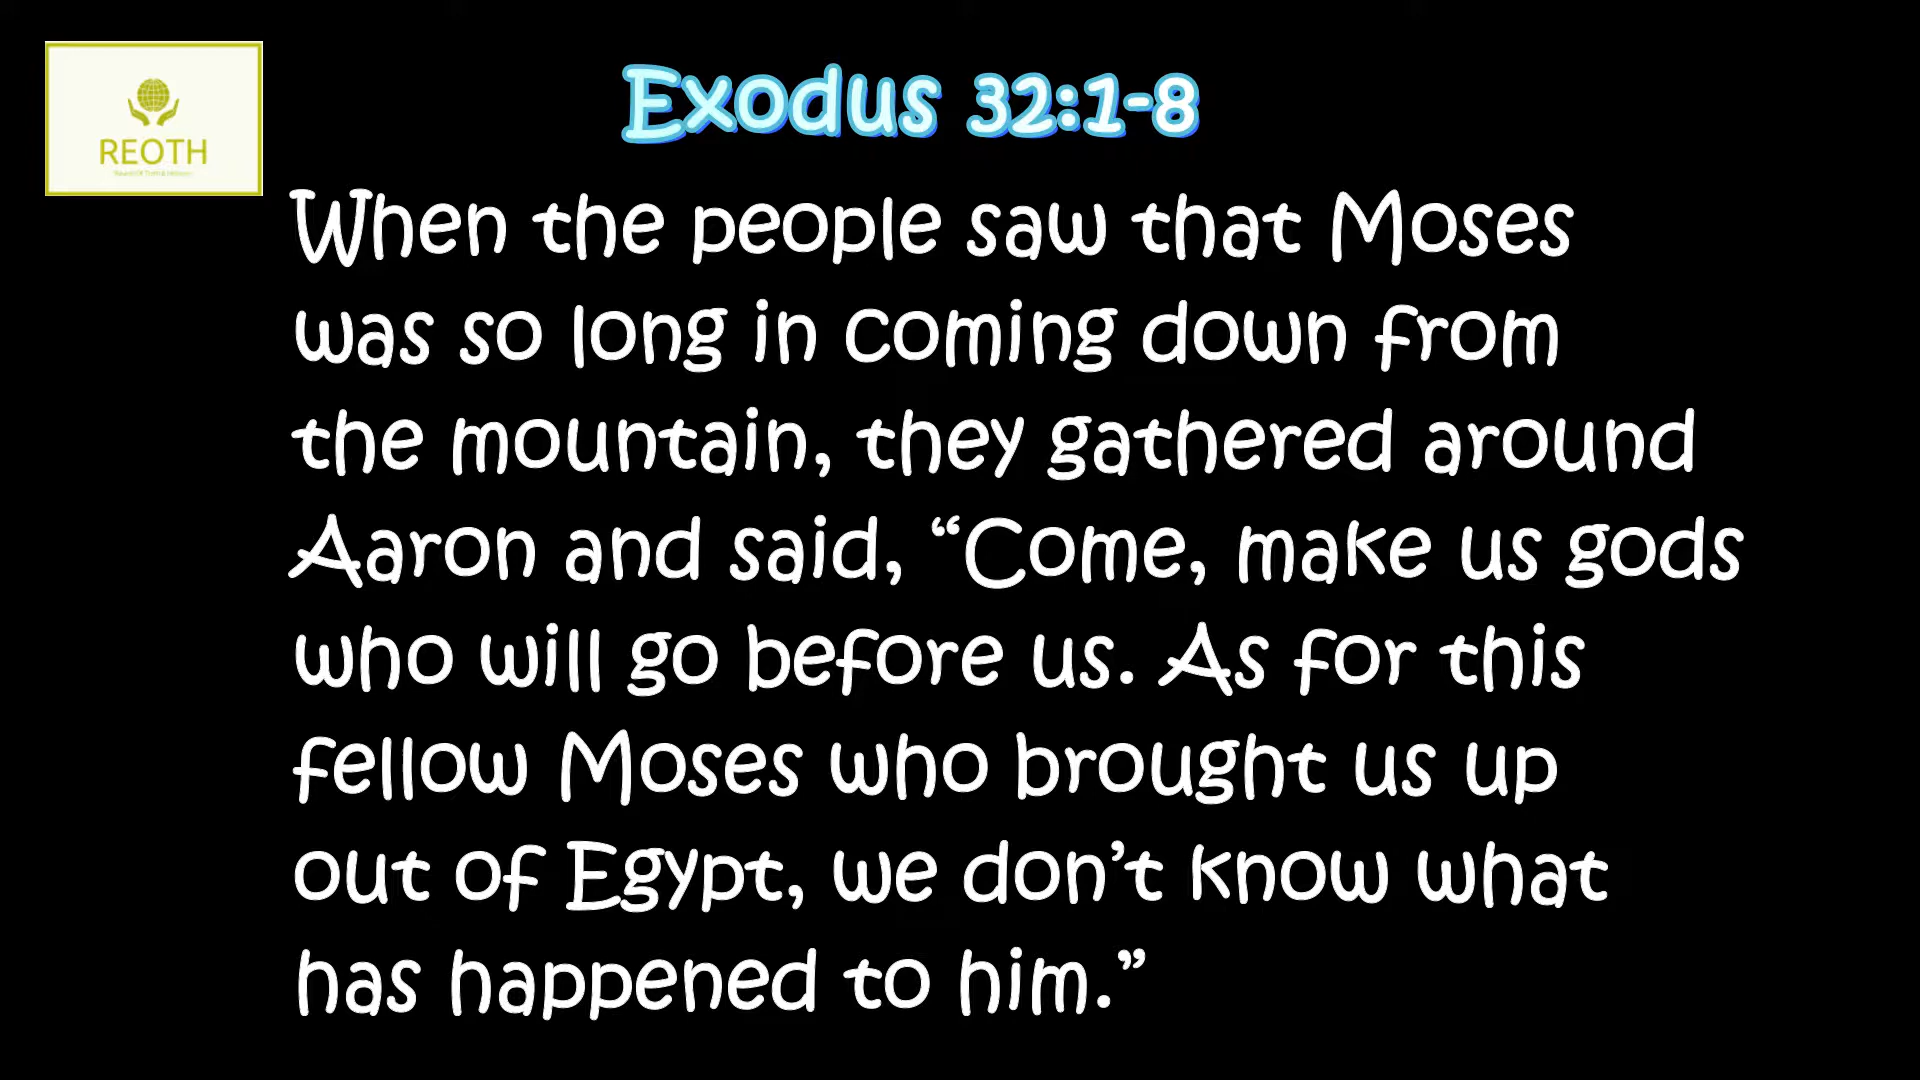 REOTH
Exodus 32:1-8
When the people saw that Moses
was so long in coming down from
the mountain, they gathered around
Aaron and said, “Come, make us gods
who will go before us. As for this
fellow Moses who brought us up
out of Egypt, we don’t know what
has happened to him.”